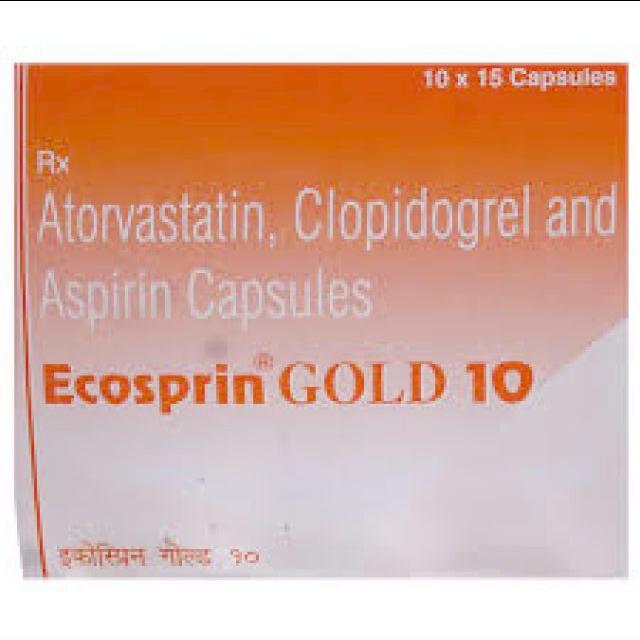 10 x 15 Capsules
Rx
Atorvastatin, Clopidogrel and
Aspirin Capsules
Ecosprin® GOLD 10
इकोस्प्रिन गोल्ड १०